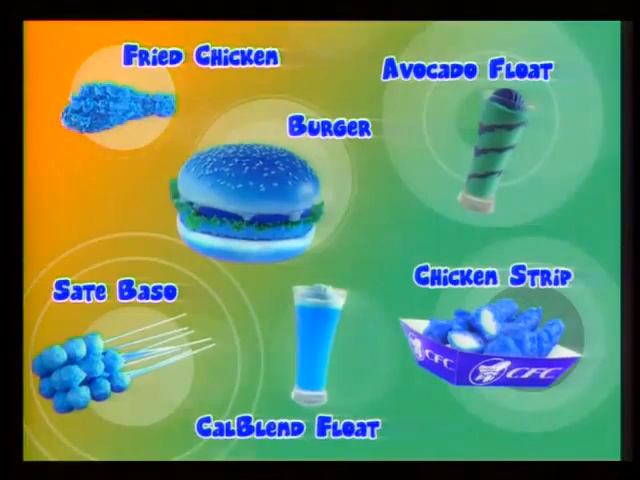 Fried Chicken
Avocado Float
Burger
Chicken Strip
Sate Baso
CFC
CFC
CalBlend Float